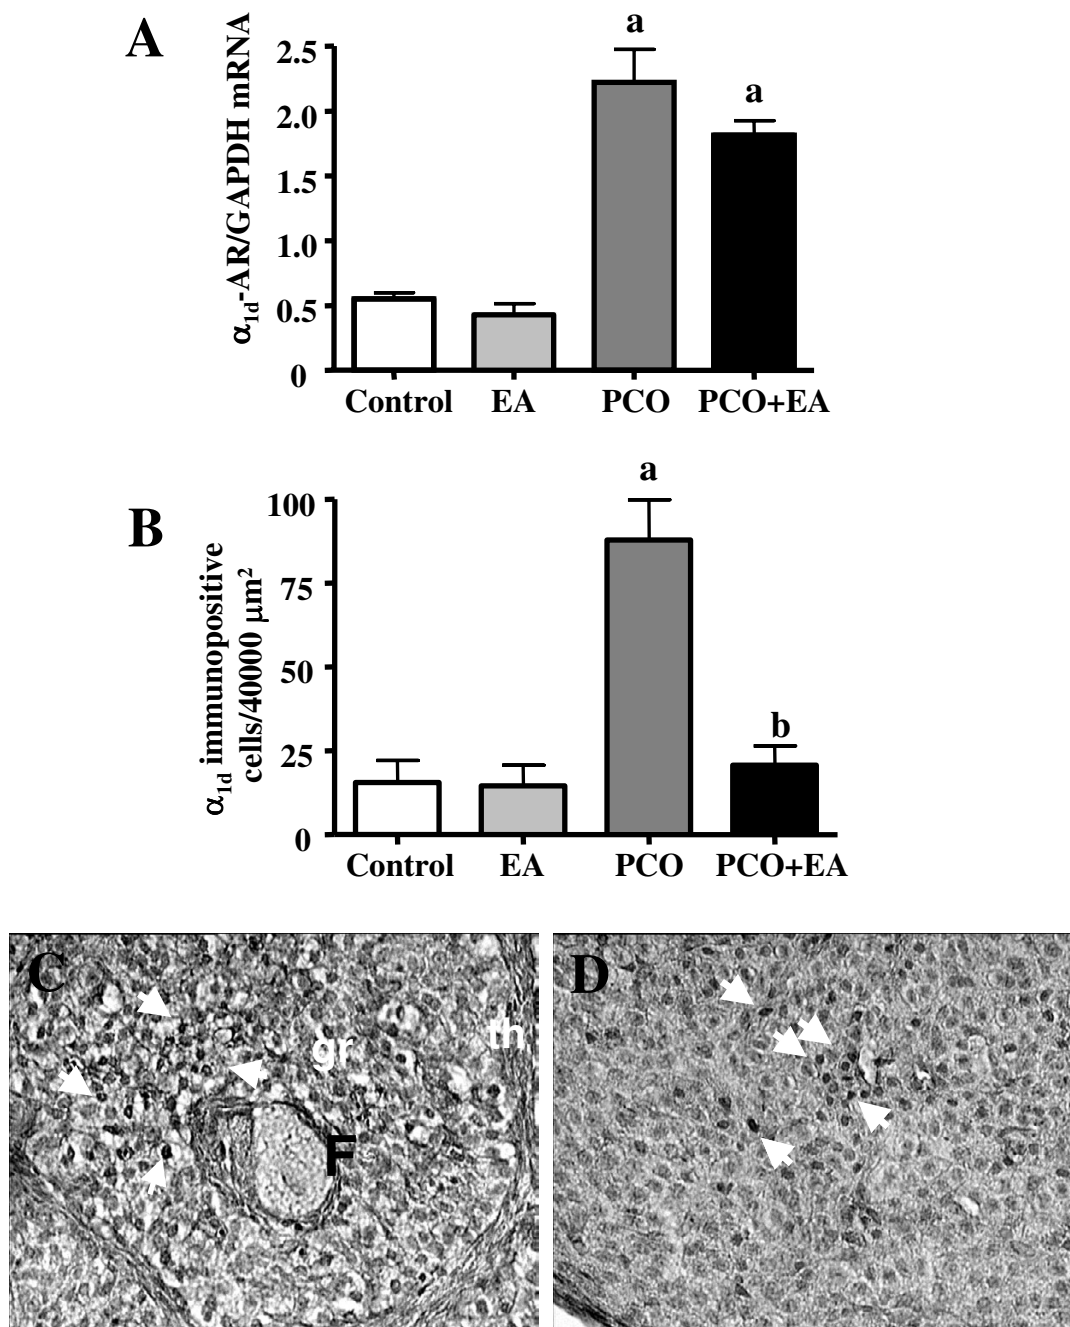 A
α1d-AR/GAPDH mRNA
a
a
2.5
2.0
1.5
1.0
0.5
0
Control EA PCO PCO+EA
B
α1d immunopositive
cells/40000 μm²
a
b
100
75
50
25
0
Control EA PCO PCO+EA
C
gr
th
F
D